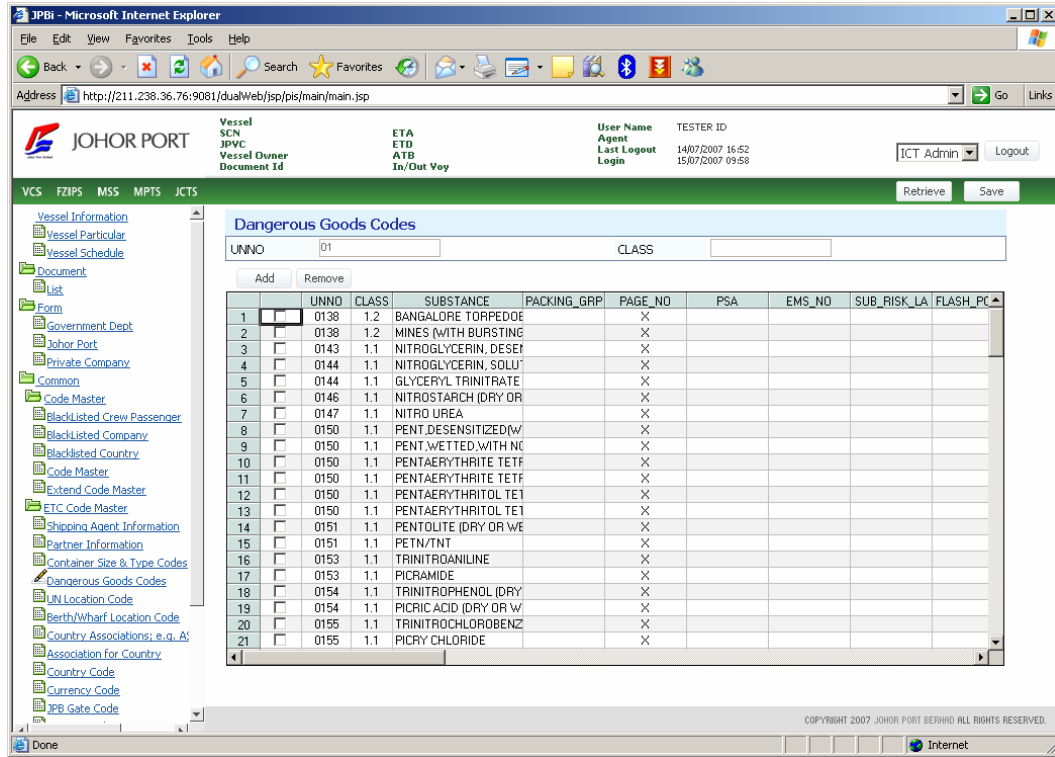 JPBi - Microsoft Internet Explorer
File Edit View Favorites Tools Help
Back Search Favorites
Address http://211.238.36.76:9081/dualWeb/jsp/pis/main/main.jsp Go Links
JOHOR PORT
Vessel
SCN ETA
JPVC ETD
Vessel Owner ATB
Document Id In/Out Voy
User Name TESTER ID
Agent
Last Logout 14/07/2007 16:52
Login 15/07/2007 09:58
ICT Admin Logout
VCS FZIPS MSS MPTS JCTS Retrieve Save
Vessel Information
Vessel Particular
Vessel Schedule
Document
List
Form
Government Dept
Johor Port
Private Company
Common
Code Master
BlackListed Crew Passenger
BlackListed Company
Blacklisted Country
Code Master
Extend Code Master
ETC Code Master
Shipping Agent Information
Partner Information
Container Size & Type Codes
Dangerous Goods Codes
UN Location Code
Berth/Wharf Location Code
Country Associations; e.g. AS
Association for Country
Country Code
Currency Code
JPB Gate Code
Dangerous Goods Codes
UNNO 01 CLASS
Add Remove
UNNO CLASS SUBSTANCE PACKING_GRP PAGE_NO PSA EMS_NO SUB_RISK_LA FLASH_PO
1 0138 1.2 BANGALORE TORPEDOE X
2 0138 1.2 MINES (WITH BURSTING X
3 0143 1.1 NITROGLYCERIN, DESEN X
4 0144 1.1 NITROGLYCERIN, SOLUT X
5 0144 1.1 GLYCERYL TRINITRATE X
6 0146 1.1 NITROSTARCH (DRY OR X
7 0147 1.1 NITRO UREA X
8 0150 1.1 PENT,DESENSITIZED(W X
9 0150 1.1 PENT,WETTED,WITH NO X
10 0150 1.1 PENTAERYTHRITE TETR X
11 0150 1.1 PENTAERYTHRITE TETR X
12 0150 1.1 PENTAERYTHRITOL TET X
13 0150 1.1 PENTAERYTHRITOL TET X
14 0151 1.1 PENTOLITE (DRY OR WE X
15 0151 1.1 PETN/TNT X
16 0153 1.1 TRINITROANILINE X
17 0153 1.1 PICRAMIDE X
18 0154 1.1 TRINITROPHENOL (DRY X
19 0154 1.1 PICRIC ACID (DRY OR W X
20 0155 1.1 TRINITROCHLOROBENZ X
21 0155 1.1 PICRY CHLORIDE X
COPYRIGHT 2007 JOHOR PORT BERHAD ALL RIGHTS RESERVED.
Done Internet